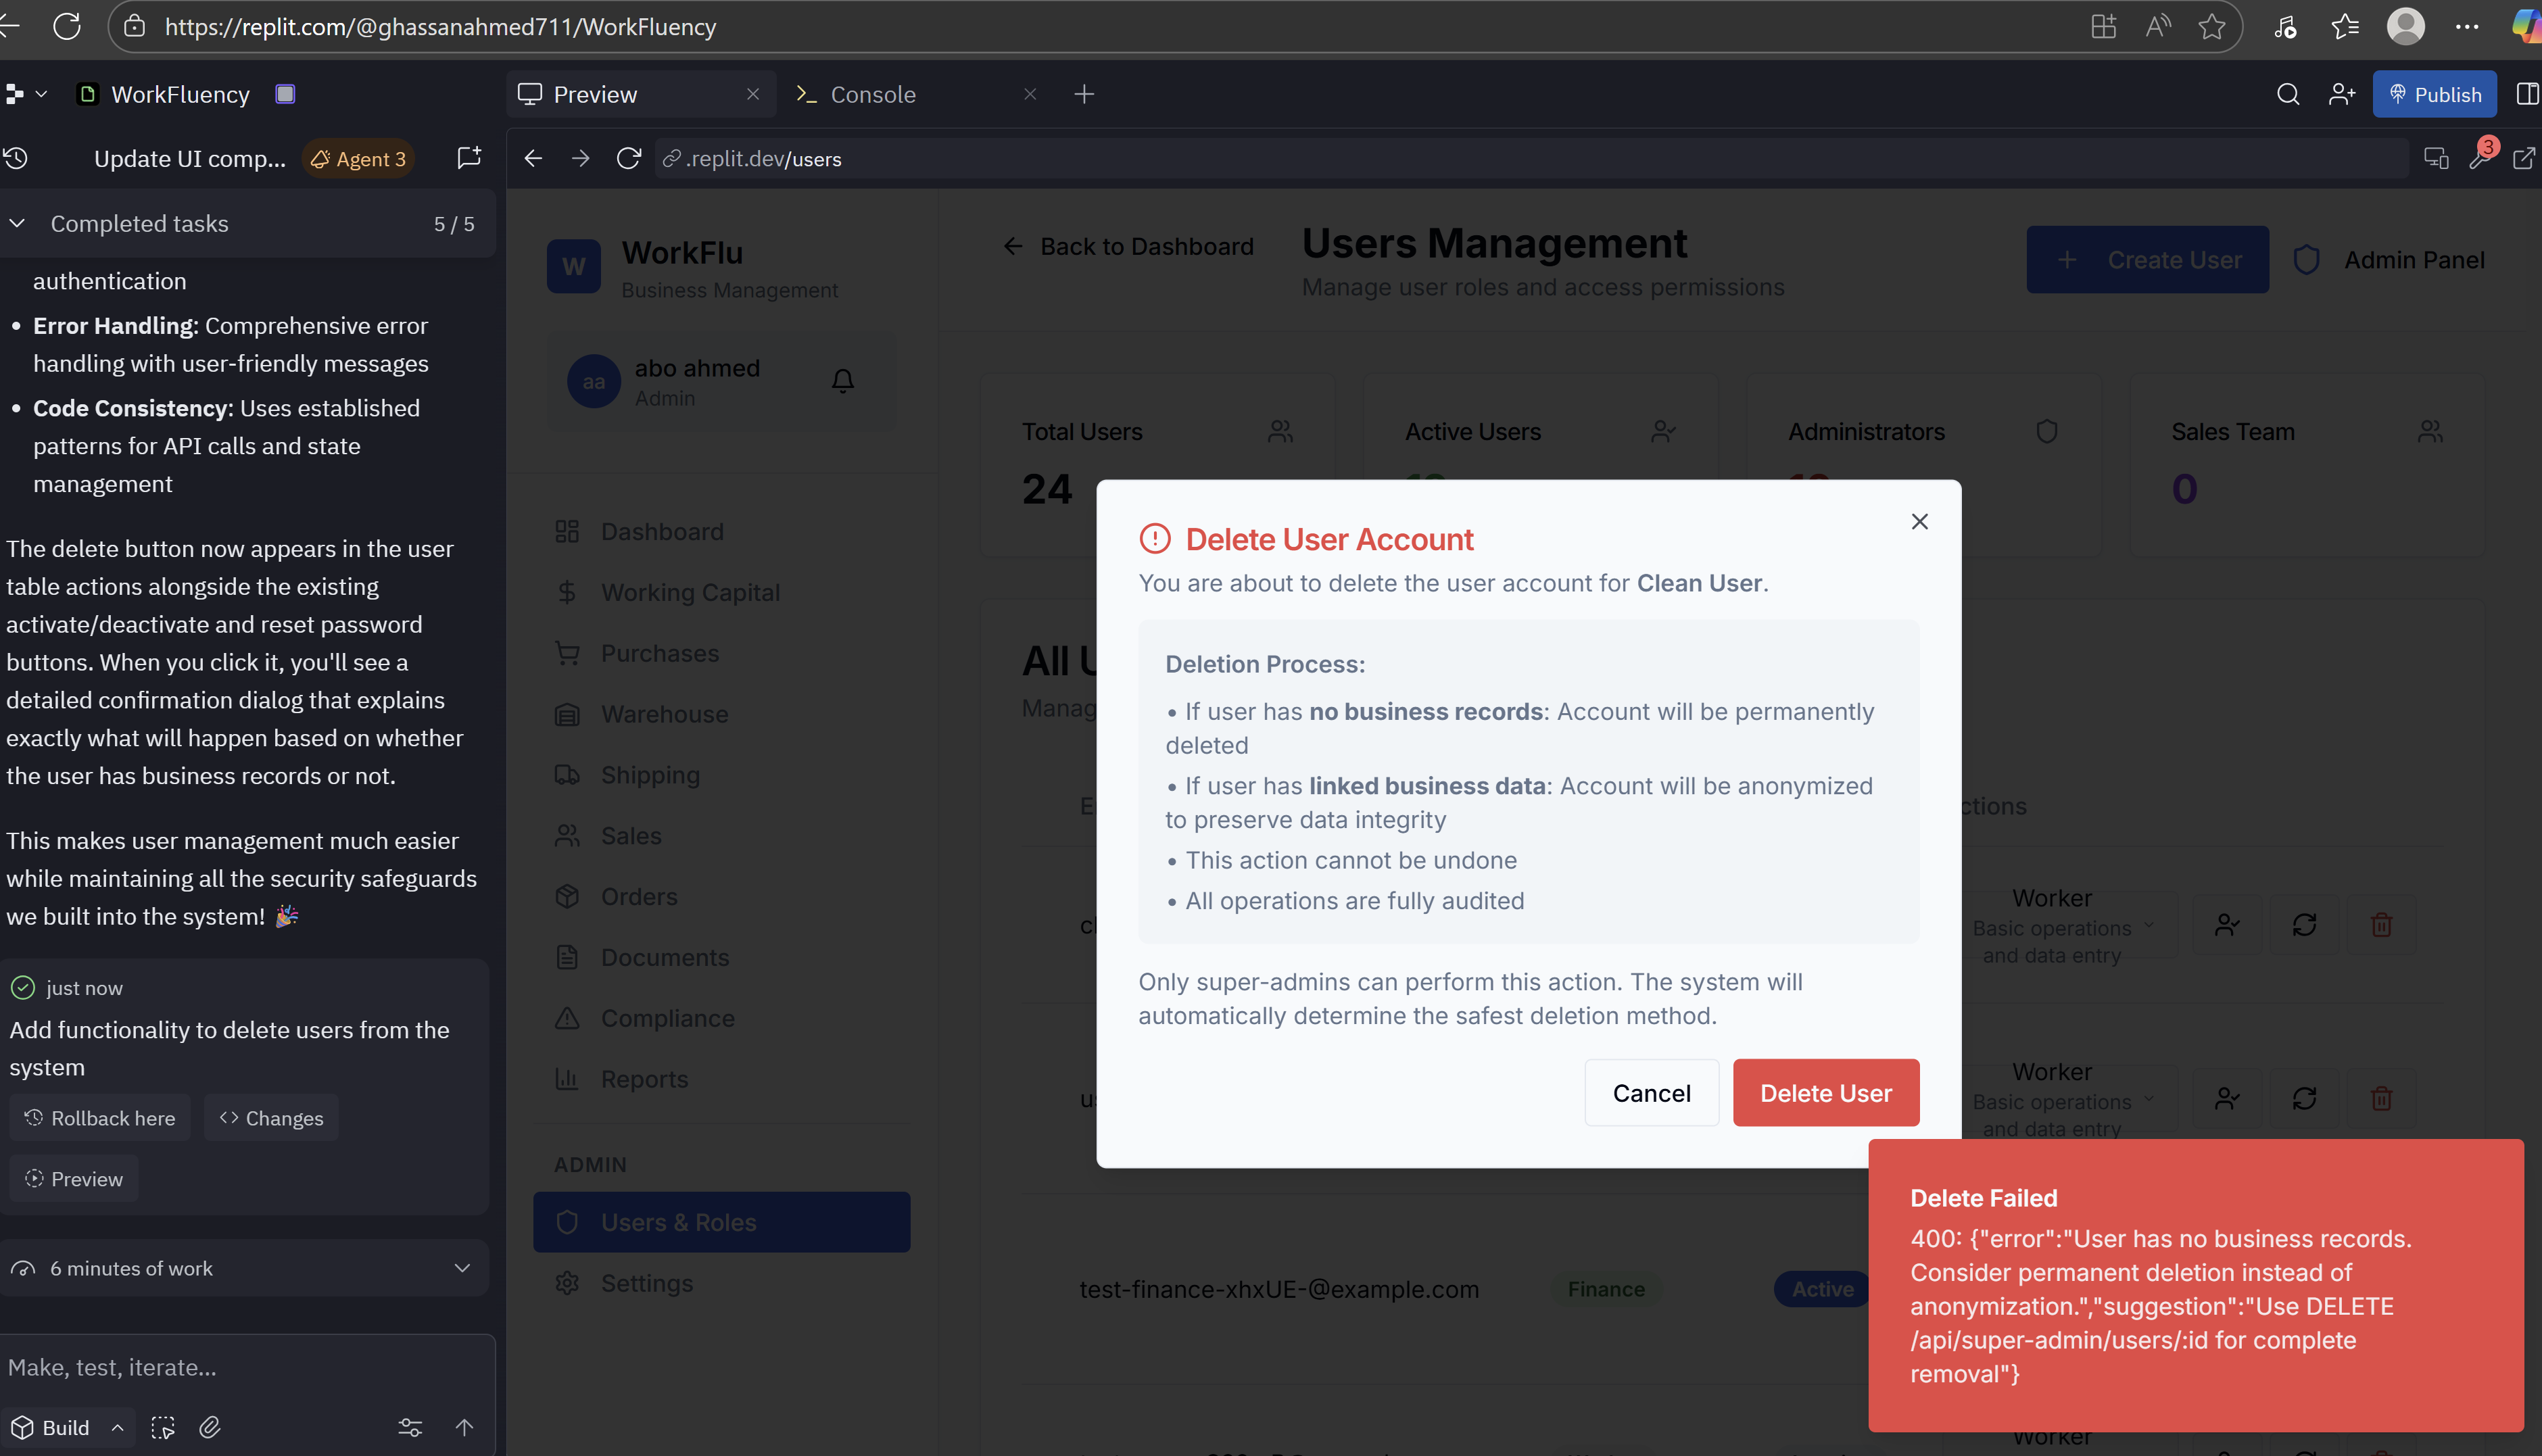 https://replit.com/@ghassanahmed711/WorkFluency
WorkFluency
Preview
Console
Publish
Update UI comp...
Agent 3
.replit.dev/users
3
Completed tasks
5 / 5
authentication
• Error Handling: Comprehensive error
handling with user-friendly messages
• Code Consistency: Uses established
patterns for API calls and state
management
The delete button now appears in the user
table actions alongside the existing
activate/deactivate and reset password
buttons. When you click it, you'll see a
detailed confirmation dialog that explains
exactly what will happen based on whether
the user has business records or not.
This makes user management much easier
while maintaining all the security safeguards
we built into the system! 🎉
just now
Add functionality to delete users from the
system
Rollback here
Changes
Preview
6 minutes of work
Make, test, iterate...
Build
W
WorkFlu
Business Management
aa
abo ahmed
Admin
Dashboard
Working Capital
Purchases
Warehouse
Shipping
Sales
Orders
Documents
Compliance
Reports
ADMIN
Users & Roles
Settings
Back to Dashboard
Users Management
Manage user roles and access permissions
Create User
Admin Panel
Total Users
24
Active Users
Administrators
Sales Team
0
Delete User Account
You are about to delete the user account for Clean User.
Deletion Process:
• If user has no business records: Account will be permanently
deleted
• If user has linked business data: Account will be anonymized
to preserve data integrity
• This action cannot be undone
• All operations are fully audited
Only super-admins can perform this action. The system will
automatically determine the safest deletion method.
Cancel
Delete User
Worker
Basic operations
and data entry
Worker
Basic operations
and data entry
test-finance-xhxUE-@example.com
Finance
Active
Delete Failed
400: {"error":"User has no business records.
Consider permanent deletion instead of
anonymization.","suggestion":"Use DELETE
/api/super-admin/users/:id for complete
removal"}
Worker